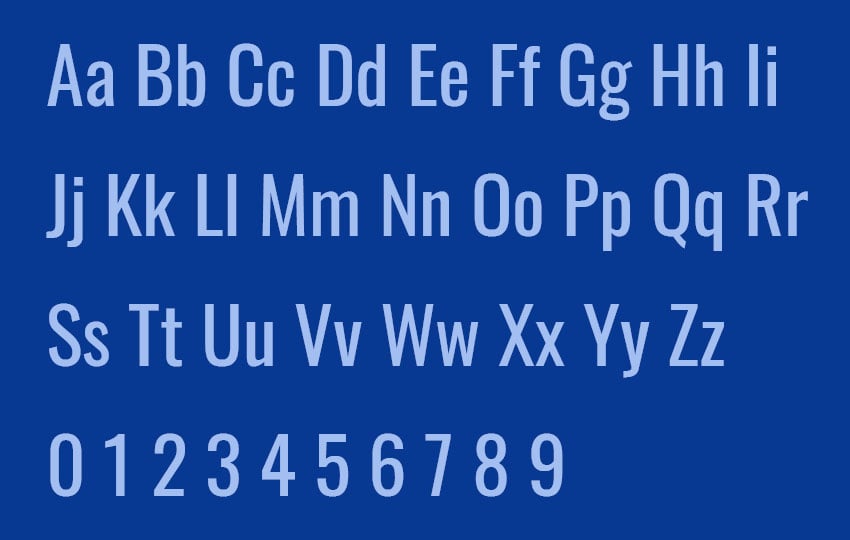 Aa Bb Cc Dd Ee Ff Gg Hh Ii
Jj Kk Ll Mm Nn Oo Pp Qq Rr
Ss Tt Uu Vv Ww Xx Yy Zz
0 1 2 3 4 5 6 7 8 9